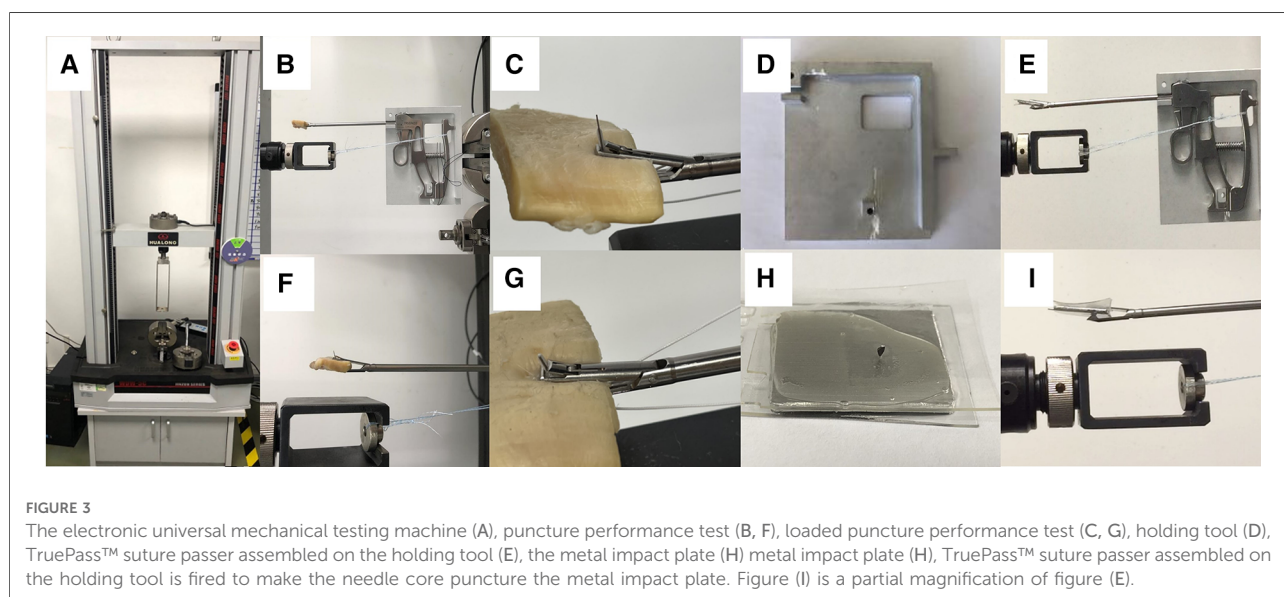 A
B
C
D
E
F
G
H
I
HUALONG
FIGURE 3
The electronic universal mechanical testing machine (A), puncture performance test (B, F), loaded puncture performance test (C, G), holding tool (D),
TruePass™ suture passer assembled on the holding tool (E), the metal impact plate (H) metal impact plate (H), TruePass™ suture passer assembled on
the holding tool is fired to make the needle core puncture the metal impact plate. Figure (I) is a partial magnification of figure (E).